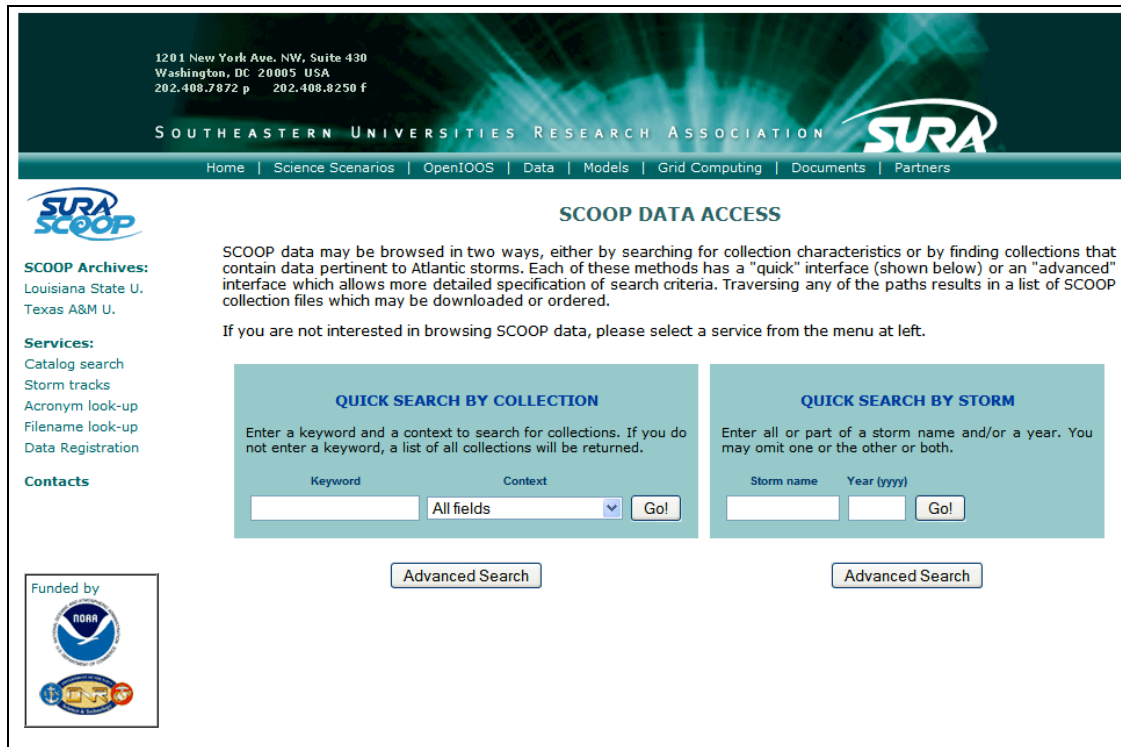 1201 New York Ave. NW, Suite 430
Washington, DC 20005 USA
202.408.7872 p 202.408.8250 f
SOUTHEASTERN UNIVERSITIES RESEARCH ASSOCIATION
SURA
Home | Science Scenarios | OpenIOOS | Data | Models | Grid Computing | Documents | Partners
SURA
SCOOP
SCOOP Archives:
Louisiana State U.
Texas A&M U.
Services:
Catalog search
Storm tracks
Acronym look-up
Filename look-up
Data Registration
Contacts
Funded by
NOAA
ONR
SCOOP DATA ACCESS
SCOOP data may be browsed in two ways, either by searching for collection characteristics or by finding collections that
contain data pertinent to Atlantic storms. Each of these methods has a "quick" interface (shown below) or an "advanced"
interface which allows more detailed specification of search criteria. Traversing any of the paths results in a list of SCOOP
collection files which may be downloaded or ordered.
If you are not interested in browsing SCOOP data, please select a service from the menu at left.
QUICK SEARCH BY COLLECTION
Enter a keyword and a context to search for collections. If you do
not enter a keyword, a list of all collections will be returned.
Keyword Context
All fields Go!
Advanced Search
QUICK SEARCH BY STORM
Enter all or part of a storm name and/or a year. You
may omit one or the other or both.
Storm name Year (yyyy)
Go!
Advanced Search